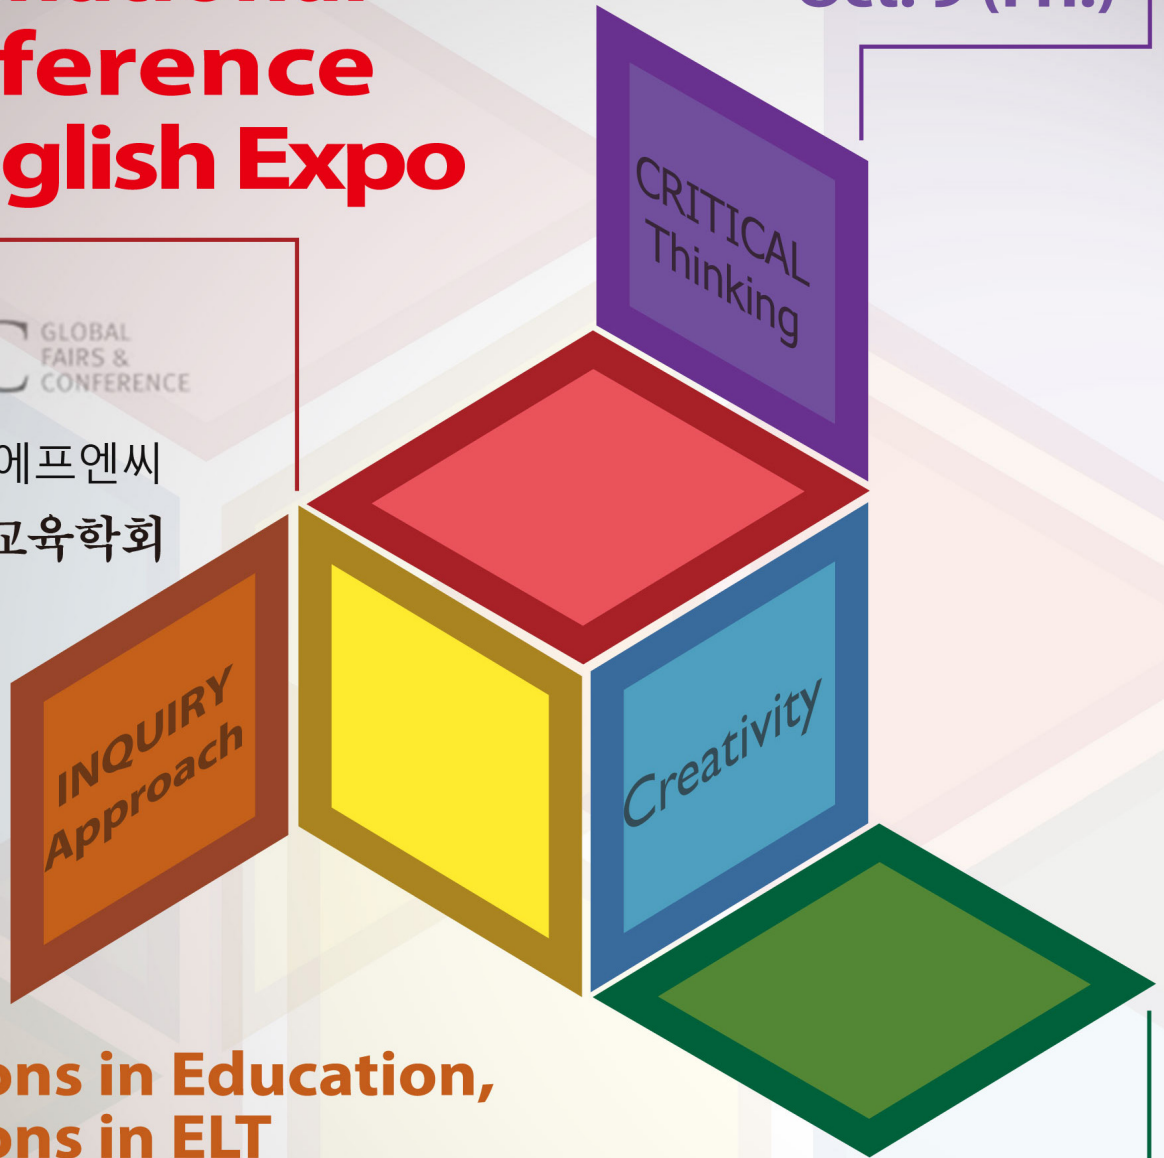 ference
glish Expo
GLOBAL
FAIRS &
CONFERENCE
에프엔씨
교육학회
CRITICAL
Thinking
INQUIRY
Approach
Creativity
ons in Education,
ons in ELT